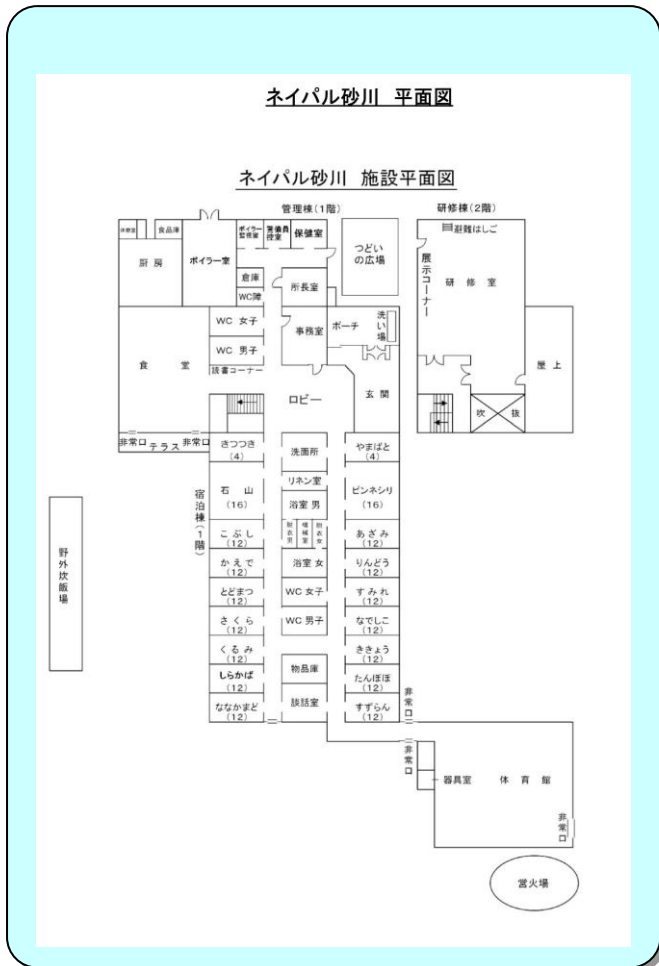 ネイパル砂川 平面図
ネイパル砂川 施設平面図
管理棟(1階)
研修棟(2階)
食品庫
ボイラー室
ボイラー
監視室
警備員
控室
保健室
つどい
の広場
避難はしご
展示コーナー
研修室
厨房
倉庫
WC障
所長室
WC 女子
事務室
ポーチ
洗い場
WC 男子
食堂
読書コーナー
ロビー
玄関
屋上
吹抜
非常口
テラス
非常口
きつつき
(4)
洗面所
やまばと
(4)
宿泊棟(1階)
石山
(16)
リネン室
浴室 男
ピンネシリ
(16)
こぶし
(12)
脱衣男
機械室
脱衣女
あざみ
(12)
野外炊飯場
かえで
(12)
浴室 女
りんどう
(12)
とどまつ
(12)
WC 女子
すみれ
(12)
さくら
(12)
WC 男子
なでしこ
(12)
くるみ
(12)
ききょう
(12)
しらかば
(12)
物品庫
たんぽぽ
(12)
ななかまど
(12)
談話室
すずらん
(12)
非常口
非常口
器具室
体育館
非常口
営火場